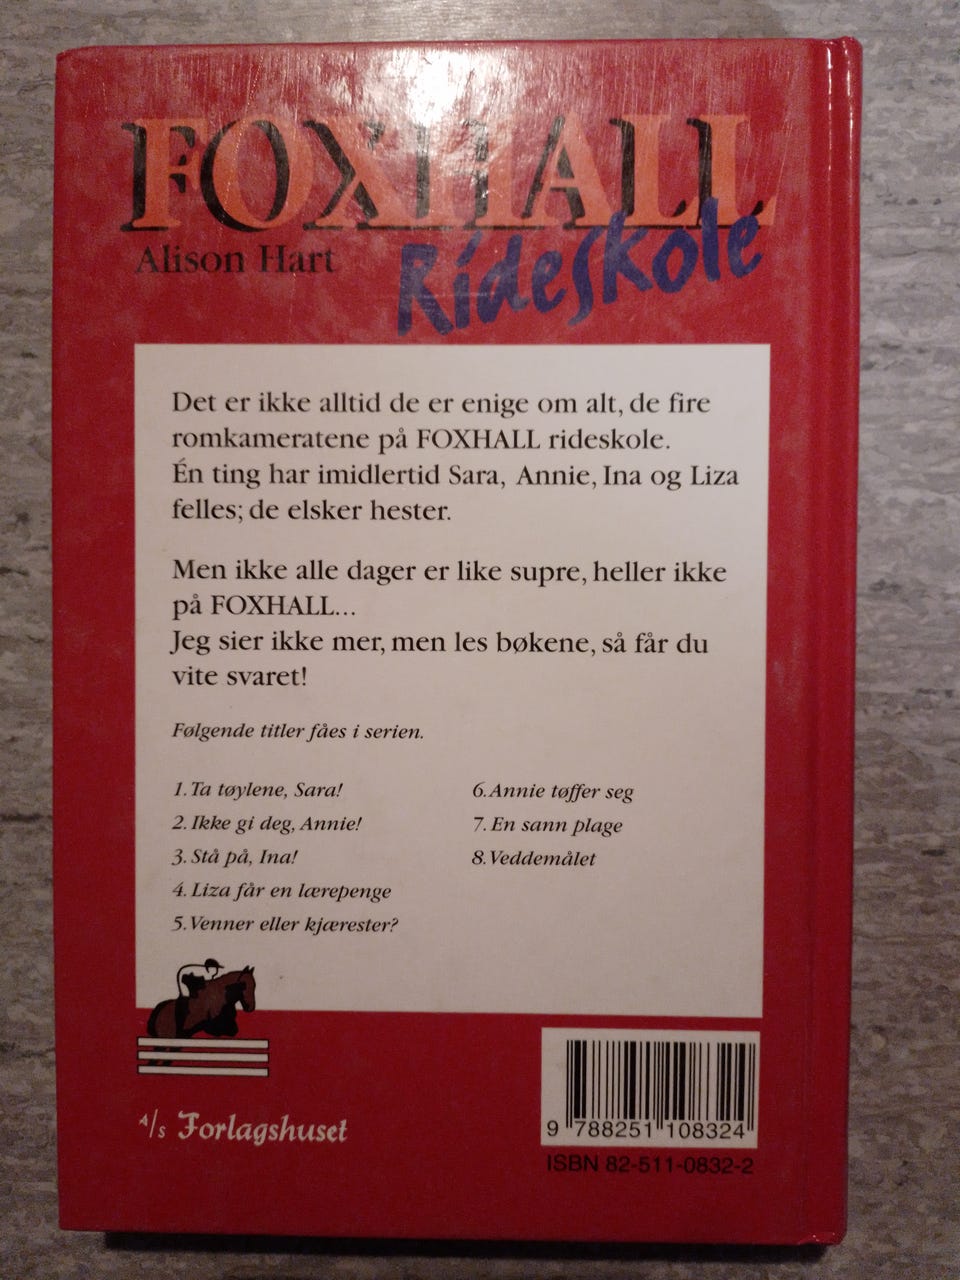 FOXHALL
Alison Hart
Rideskole
Det er ikke alltid de er enige om alt, de fire
romkameratene på FOXHALL rideskole.
Én ting har imidlertid Sara, Annie, Ina og Liza
felles; de elsker hester.
Men ikke alle dager er like supre, heller ikke
på FOXHALL...
Jeg sier ikke mer, men les bøkene, så får du
vite svaret!
Følgende titler fåes i serien.
1. Ta tøylene, Sara!
2. Ikke gi deg, Annie!
3. Stå på, Ina!
4. Liza får en lærepenge
5. Venner eller kjærester?
6. Annie tøffer seg
7. En sann plage
8. Veddemålet
A/s Forlagshuset
9 788251 108324
ISBN 82-511-0832-2